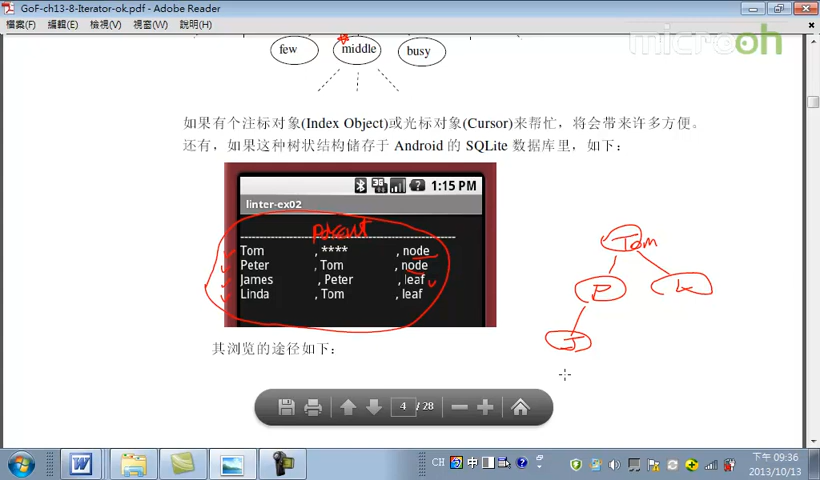 GoF-ch13-8-Iterator-ok.pdf - Adobe Reader
檔案(F) 編輯(E) 檢視(V) 視窗(W) 說明(H)
microoh
few middle busy
如果有个注标对象(Index Object)或光标对象(Cursor)来帮忙，将会带来许多方便。
还有，如果这种树状结构储存于 Android 的 SQLite 数据库里，如下：
1:15 PM
linter-ex02
parent
Tom , **** , node
Peter , Tom , node
James , Peter , leaf
Linda , Tom , leaf
Tom
P
J
其浏览的途径如下：
4 / 28
CH 中
下午 09:36
2013/10/13